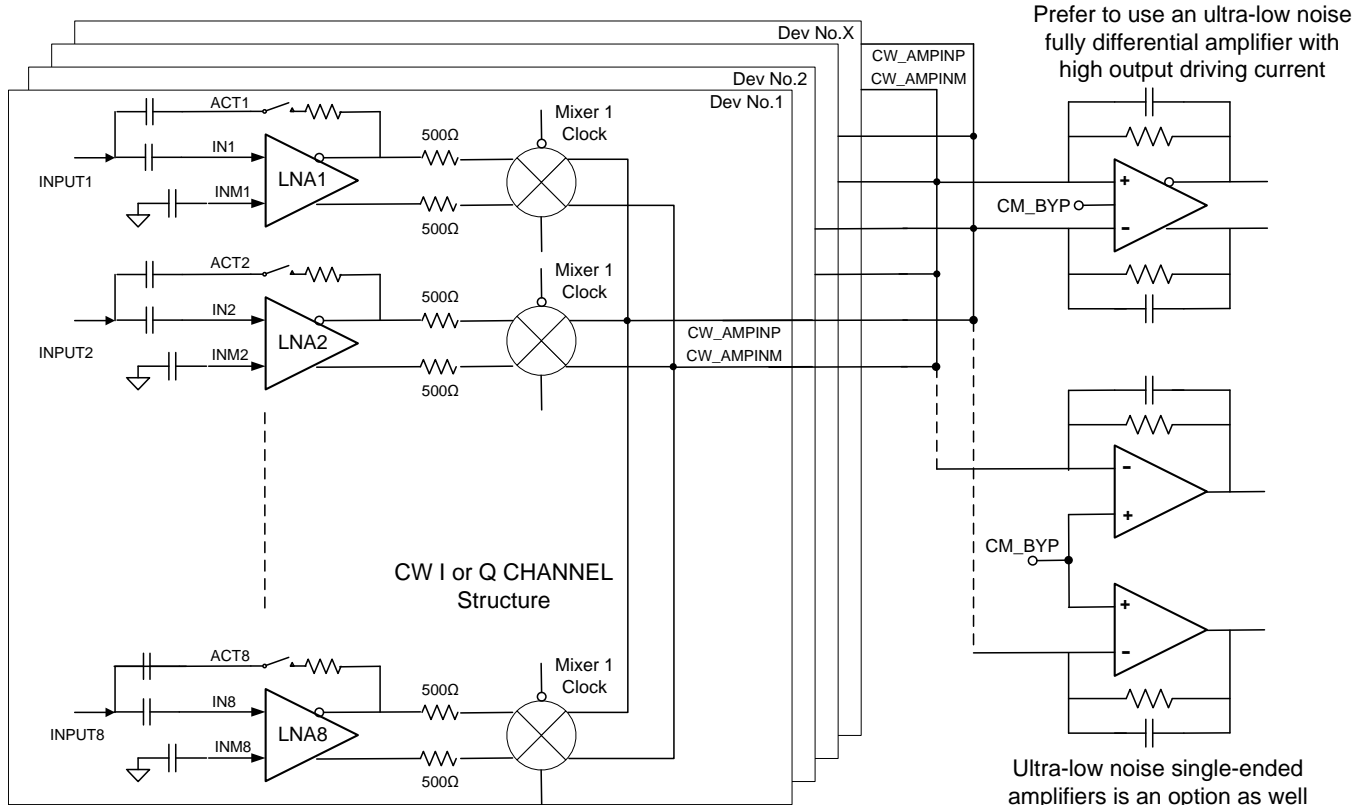 Dev No.X
Dev No.2
Dev No.1
CW_AMPINP
CW_AMPINM
Prefer to use an ultra-low noise
fully differential amplifier with
high output driving current
ACT1
IN1
INPUT1
INM1
LNA1
500Ω
500Ω
Mixer 1
Clock
+
-
CM_BYP
ACT2
IN2
INPUT2
INM2
LNA2
500Ω
500Ω
Mixer 1
Clock
CW_AMPINP
CW_AMPINM
-
+
CM_BYP
+
-
CW I or Q CHANNEL
Structure
ACT8
IN8
INPUT8
INM8
LNA8
500Ω
500Ω
Mixer 1
Clock
Ultra-low noise single-ended
amplifiers is an option as well